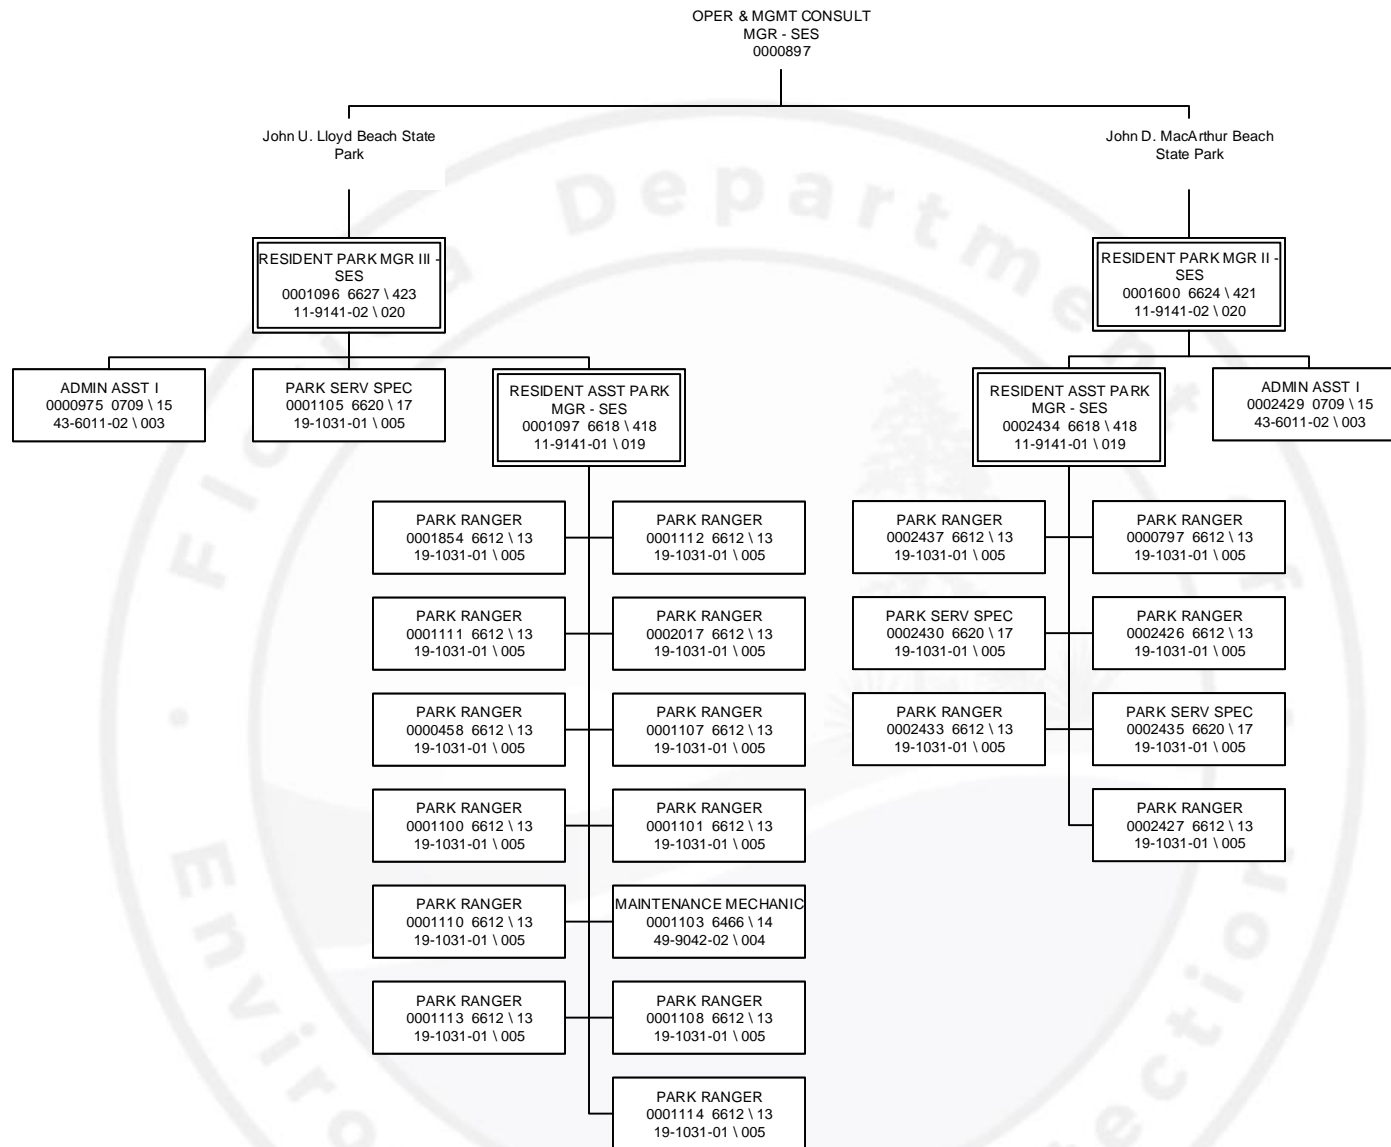 OPER & MGMT CONSULT
MGR - SES
0000897
John U. Lloyd Beach State
Park
John D. MacArthur Beach
State Park
RESIDENT PARK MGR III -
SES
0001096 6627 \ 423
11-9141-02 \ 020
RESIDENT PARK MGR II -
SES
0001600 6624 \ 421
11-9141-02 \ 020
ADMIN ASST I
0000975 0709 \ 15
43-6011-02 \ 003
PARK SERV SPEC
0001105 6620 \ 17
19-1031-01 \ 005
RESIDENT ASST PARK
MGR - SES
0001097 6618 \ 418
11-9141-01 \ 019
RESIDENT ASST PARK
MGR - SES
0002434 6618 \ 418
11-9141-01 \ 019
ADMIN ASST I
0002429 0709 \ 15
43-6011-02 \ 003
PARK RANGER
0001854 6612 \ 13
19-1031-01 \ 005
PARK RANGER
0001112 6612 \ 13
19-1031-01 \ 005
PARK RANGER
0002437 6612 \ 13
19-1031-01 \ 005
PARK RANGER
0000797 6612 \ 13
19-1031-01 \ 005
PARK RANGER
0001111 6612 \ 13
19-1031-01 \ 005
PARK RANGER
0002017 6612 \ 13
19-1031-01 \ 005
PARK SERV SPEC
0002430 6620 \ 17
19-1031-01 \ 005
PARK RANGER
0002426 6612 \ 13
19-1031-01 \ 005
PARK RANGER
0000458 6612 \ 13
19-1031-01 \ 005
PARK RANGER
0001107 6612 \ 13
19-1031-01 \ 005
PARK RANGER
0002433 6612 \ 13
19-1031-01 \ 005
PARK SERV SPEC
0002435 6620 \ 17
19-1031-01 \ 005
PARK RANGER
0001100 6612 \ 13
19-1031-01 \ 005
PARK RANGER
0001101 6612 \ 13
19-1031-01 \ 005
PARK RANGER
0002427 6612 \ 13
19-1031-01 \ 005
PARK RANGER
0001110 6612 \ 13
19-1031-01 \ 005
MAINTENANCE MECHANIC
0001103 6466 \ 14
49-9042-02 \ 004
PARK RANGER
0001113 6612 \ 13
19-1031-01 \ 005
PARK RANGER
0001108 6612 \ 13
19-1031-01 \ 005
PARK RANGER
0001114 6612 \ 13
19-1031-01 \ 005